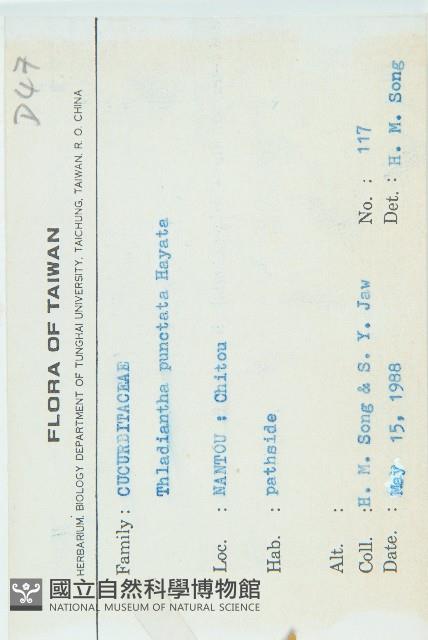 D47
FLORA OF TAIWAN
HERBARIUM, BIOLOGY DEPARTMENT OF TUNGHAI UNIVERSITY, TAICHUNG, TAIWAN, R. O. CHINA
Family: CUCURDITACEAE
Thladiantha punctata Hayata
Loc. : NANTOU : Chitou
Hab. : pathside
Alt. :
Coll. :H. M. Song & S. Y. Jaw No. : 117
Date. : May 15, 1988 Det. : H. M. Song
國立自然科學博物館
NATIONAL MUSEUM OF NATURAL SCIENCE